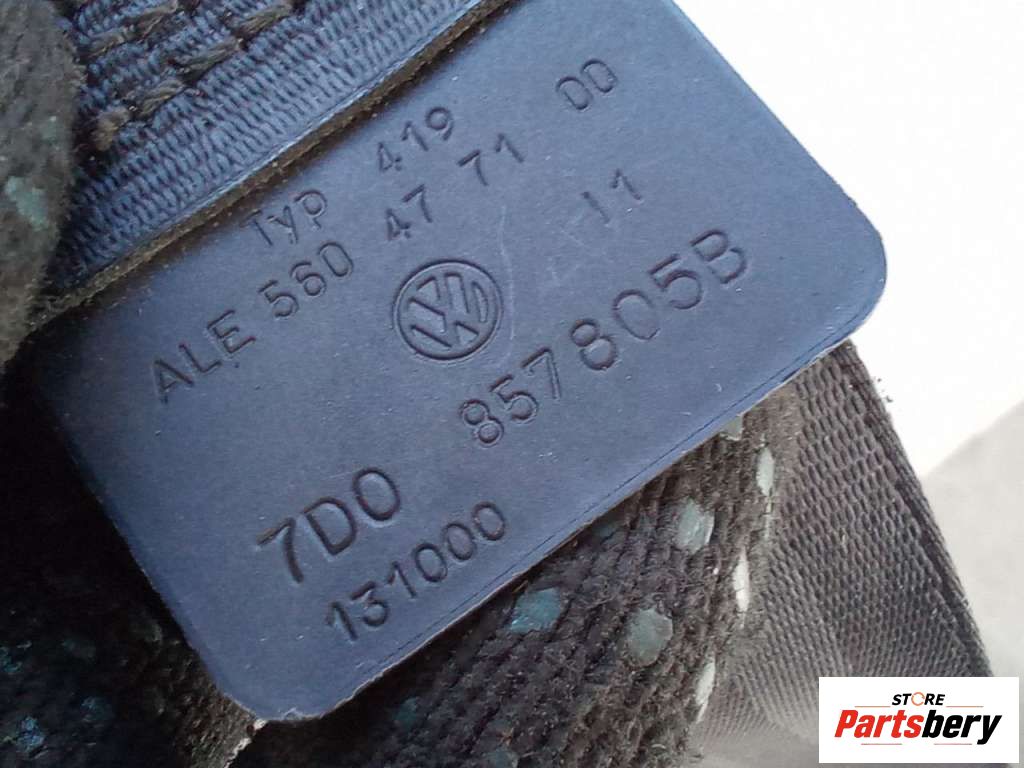 Typ 419
ALE 560 47 71 00
11
7D0 857805B
131000
STORE
Partsbery